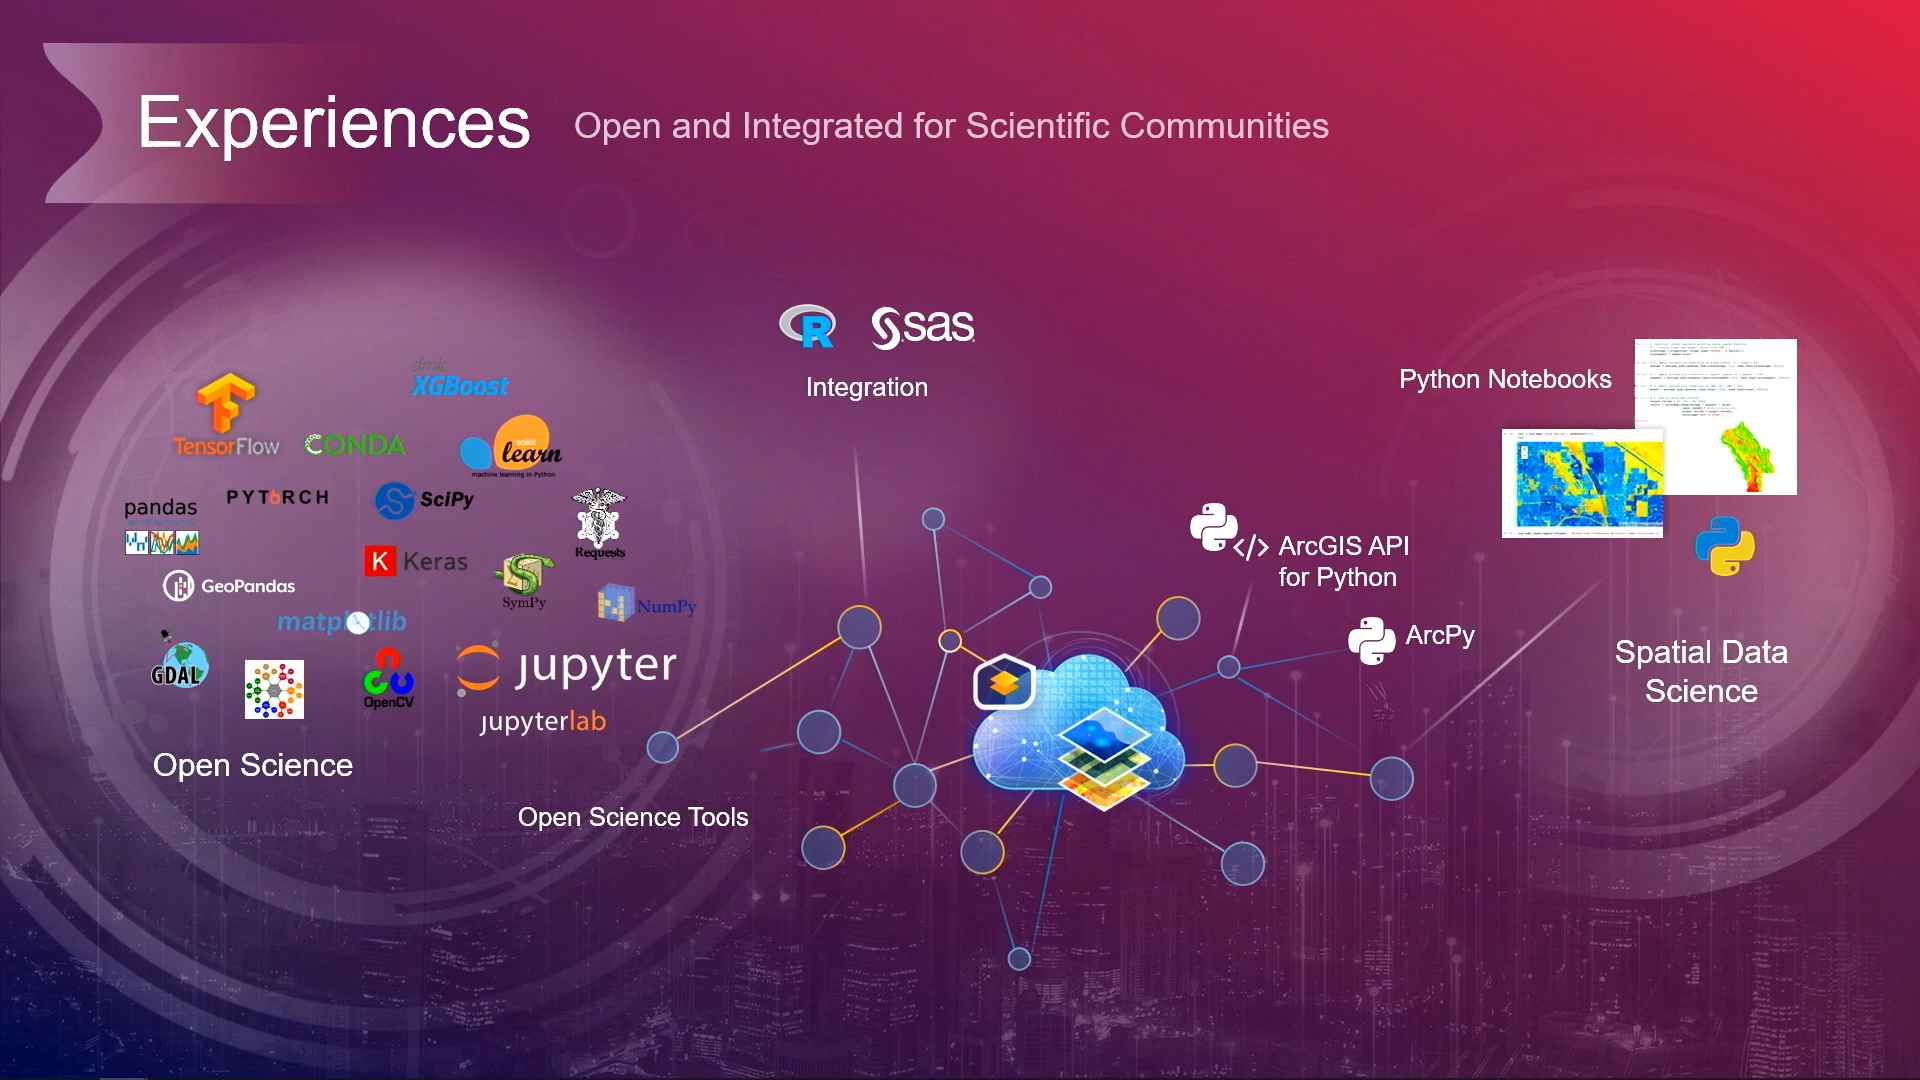 Experiences
Open and Integrated for Scientific Communities
R
sas
Integration
Python Notebooks
dmlc
XGBoost
TensorFlow
CONDA
scikit
learn
machine learning in Python
pandas
PYTORCH
SciPy
Requests
Keras
SymPy
GeoPandas
NumPy
matplotlib
GDAL
OpenCV
jupyter
jupyterlab
Open Science
Open Science Tools
</>
ArcGIS API
for Python
ArcPy
Spatial Data
Science